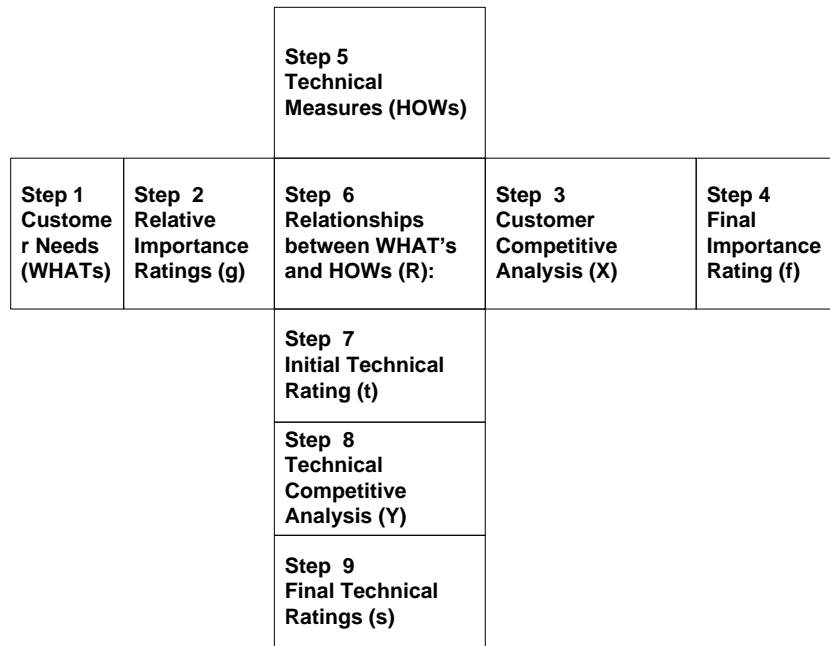 Step 5
Technical
Measures (HOWs)
Step 1
Custome
r Needs
(WHATs)
Step 2
Relative
Importance
Ratings (g)
Step 6
Relationships
between WHAT's
and HOWs (R):
Step 3
Customer
Competitive
Analysis (X)
Step 4
Final
Importance
Rating (f)
Step 7
Initial Technical
Rating (t)
Step 8
Technical
Competitive
Analysis (Y)
Step 9
Final Technical
Ratings (s)